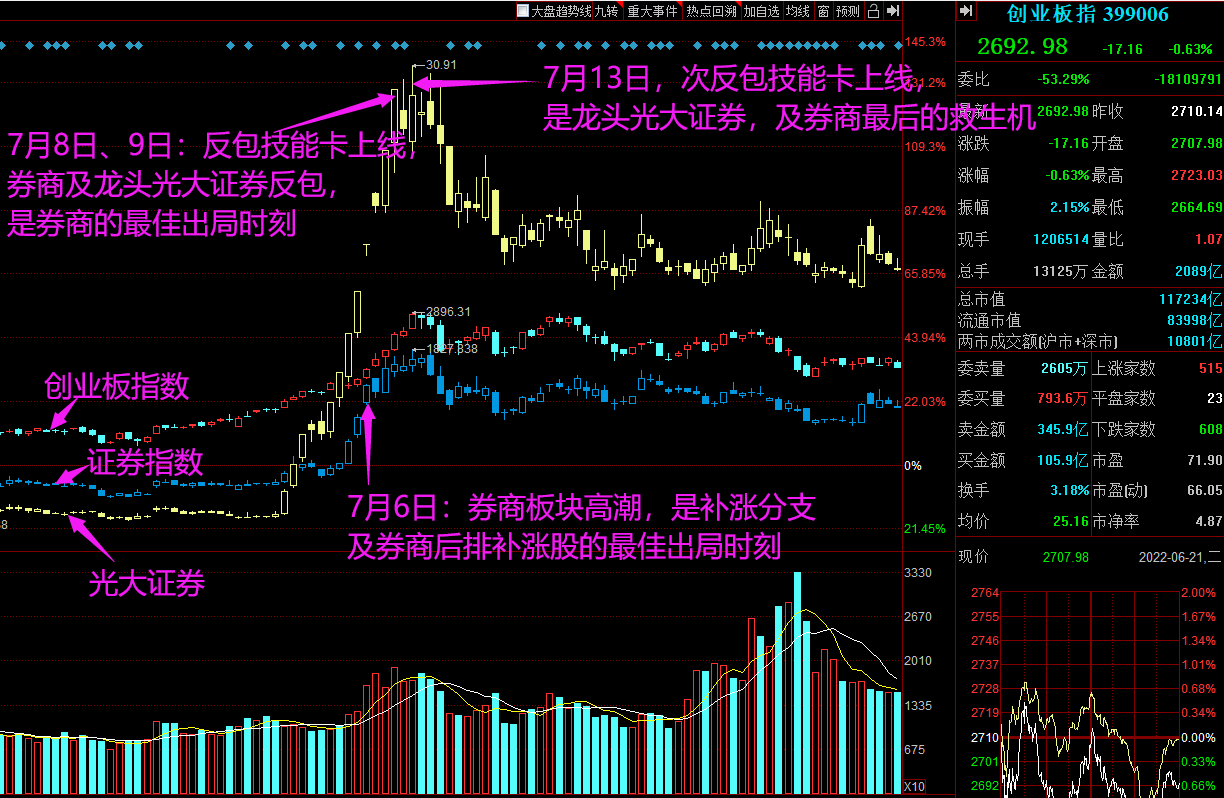 大盘趋势线 九转 重大事件 热点回溯 加自选 均线 窗 预测
创业板指 399006
2692.98 -17.16 -0.63%
委比 -53.29% -18109791
最新 2692.98 昨收 2710.14
涨跌 -17.16 开盘 2707.98
涨幅 -0.63% 最高 2723.03
振幅 2.15% 最低 2664.69
现手 1206514 量比 1.07
总手 13125万 金额 2089亿
总市值 117234亿
流通市值 83998亿
两市成交额(沪市+深市) 10801亿
委卖量 2605万 上涨家数 515
委买量 793.6万 平盘家数 23
卖金额 345.9亿 下跌家数 608
买金额 105.9亿 市盈 71.90
换手 3.18% 市盈(动) 66.05
均价 25.16 市净率 4.87
现价 2707.98 2022-06-21,二
2764 2.00%
2755 1.67%
2746 1.34%
2737 1.01%
2728 0.68%
2719 0.34%
2710 0.00%
2701 0.33%
2692 0.66%
145.3%
131.2%
109.3%
87.42%
65.85%
43.94%
22.03%
0%
21.45%
3330
2670
2010
1335
675
X10
30.91
2896.31
1827.838
7月13日，次反包技能卡上线，
是龙头光大证券，及券商最后的救生机
7月8日、9日：反包技能卡上线，
券商及龙头光大证券反包，
是券商的最佳出局时刻
创业板指数
证券指数
光大证券
7月6日：券商板块高潮，是补涨分支
及券商后排补涨股的最佳出局时刻